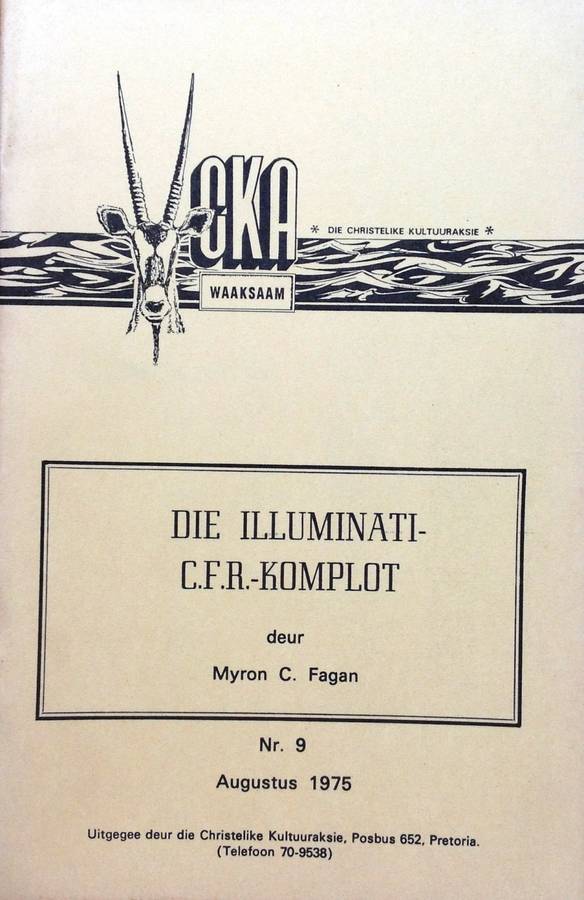 CKA
* DIE CHRISTELIKE KULTUURAKSIE *
WAAKSAAM
DIE ILLUMINATI-
C.F.R.-KOMPLOT
deur
Myron C. Fagan
Nr. 9
Augustus 1975
Uitgegee deur die Christelike Kultuuraksie, Posbus 652, Pretoria.
(Telefoon 70-9538)